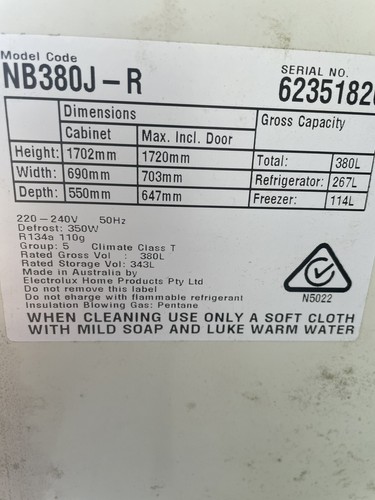 Model Code
NB380J-R
SERIAL NO.
Dimensions
Gross Capacity
Cabinet Max. Incl. Door
Height: 1702mm 1720mm Total: 380L
Width: 690mm 703mm Refrigerator: 267L
Depth: 550mm 647mm Freezer: 114L
220-240V 50Hz
Defrost: 350W
R134a 110g
Group: 5 Climate Class T
Rated Gross Vol : 380L
Rated Storage Vol: 343L
Made in Australia by
Electrolux Home Products Pty Ltd
Do not remove this label
Do not charge with flammable refrigerant
Insulation Blowing Gas: Pentane
N5022
WHEN CLEANING USE ONLY A SOFT CLOTH
WITH MILD SOAP AND LUKE WARM WATER